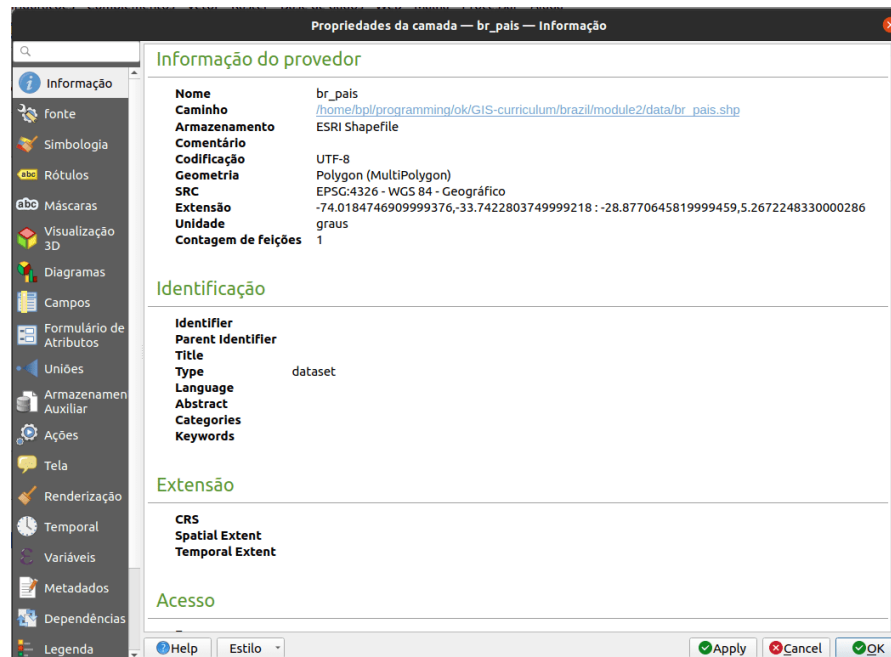 Propriedades da camada — br_pais — Informação
Informação
fonte
Simbologia
abc Rótulos
abc Máscaras
Visualização
3D
Diagramas
Campos
Formulário de
Atributos
Uniões
Armazenamen
Auxiliar
Ações
Tela
Renderização
Temporal
Variáveis
Metadados
Dependências
Legenda
Informação do provedor
Nome br_pais
Caminho /home/bpl/programming/ok/GIS-curriculum/brazil/module2/data/br_pais.shp
Armazenamento ESRI Shapefile
Comentário
Codificação UTF-8
Geometria Polygon (MultiPolygon)
SRC EPSG:4326 - WGS 84 - Geográfico
Extensão -74.0184746909999376,-33.7422803749999218 : -28.8770645819999459,5.2672248330000286
Unidade graus
Contagem de feições 1
Identificação
Identifier
Parent Identifier
Title
Type dataset
Language
Abstract
Categories
Keywords
Extensão
CRS
Spatial Extent
Temporal Extent
Acesso
Help Estilo Apply Cancel OK